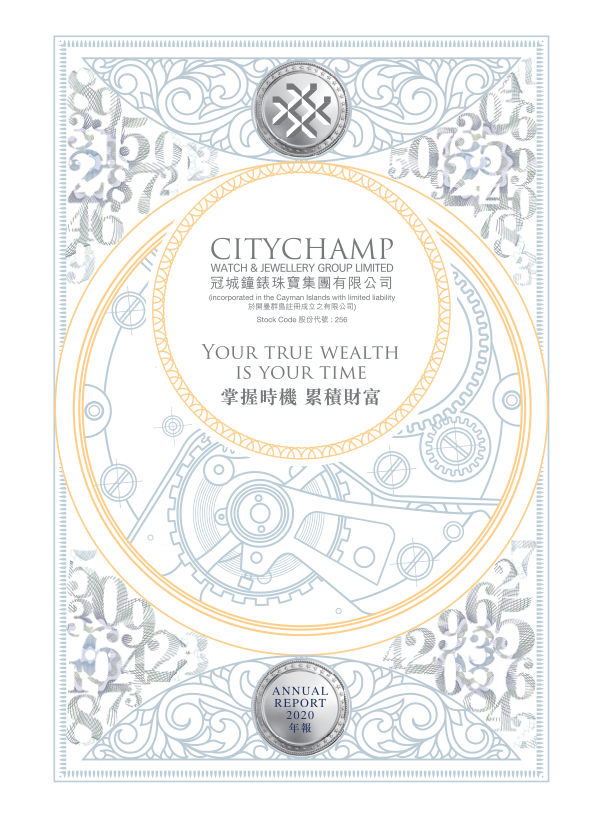 CITYCHAMP
WATCH & JEWELLERY GROUP LIMITED
冠城鐘錶珠寶集團有限公司
(incorporated in the Cayman Islands with limited liability
於開曼群島註冊成立之有限公司)
Stock Code 股份代號 : 256
YOUR TRUE WEALTH
IS YOUR TIME
掌握時機 累積財富
ANNUAL
REPORT
2020
年報